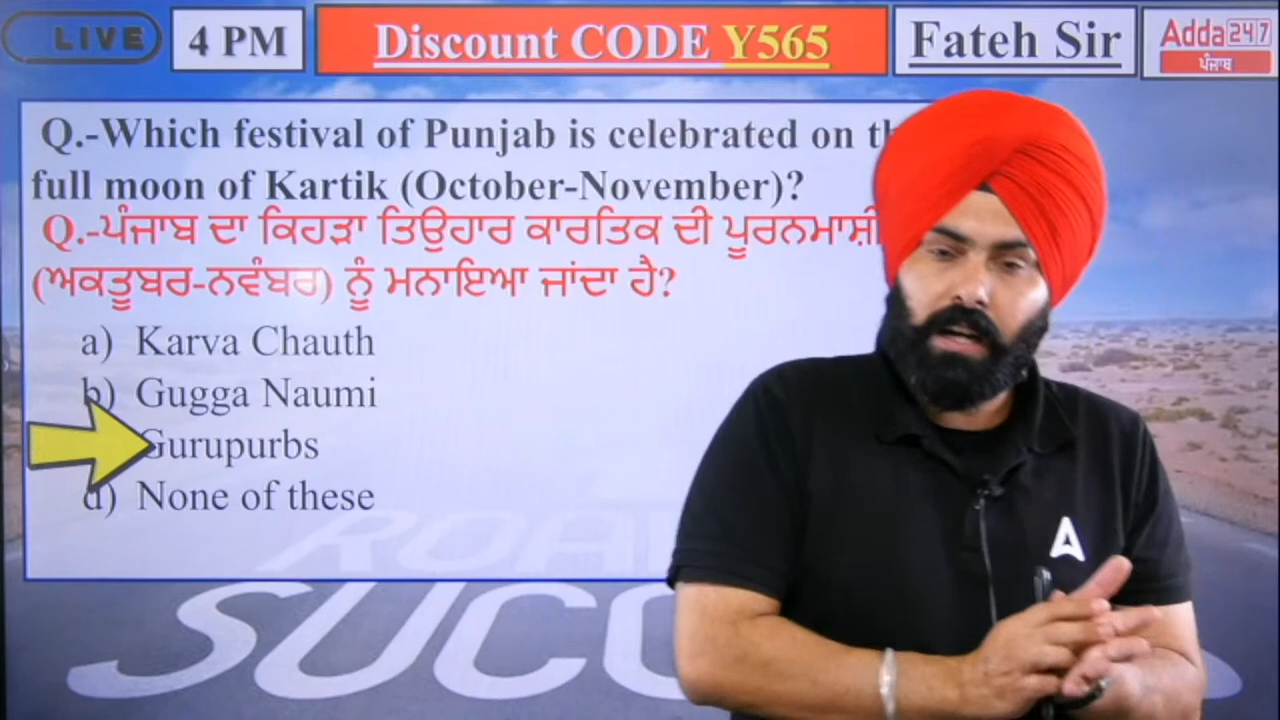 LIVE
4 PM
Discount CODE Y565
Fateh Sir
Adda247
ਪੰਜਾਬ
Q.-Which festival of Punjab is celebrated on
full moon of Kartik (October-November)?
Q.-ਪੰਜਾਬ ਦਾ ਕਿਹੜਾ ਤਿਉਹਾਰ ਕਾਰਤਿਕ ਦੀ ਪੂਰਨਮਾਸ਼ੀ
(ਅਕਤੂਬਰ-ਨਵੰਬਰ) ਨੂੰ ਮਨਾਇਆ ਜਾਂਦਾ ਹੈ?
a) Karva Chauth
b) Gugga Naumi
Gurupurbs
d) None of these